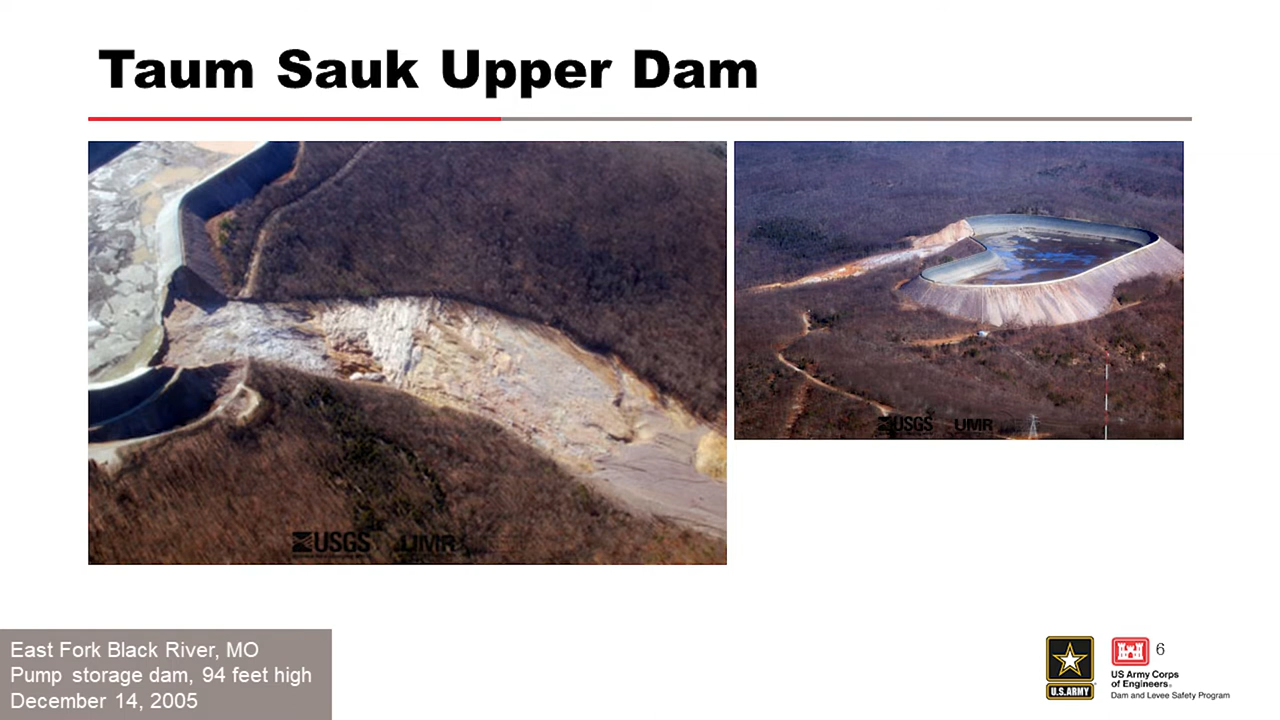 Taum Sauk Upper Dam
USGS
UMR
USGS
UMR
East Fork Black River, MO
Pump storage dam, 94 feet high
December 14, 2005
U.S.ARMY
6
US Army Corps
of Engineers®
Dam and Levee Safety Program